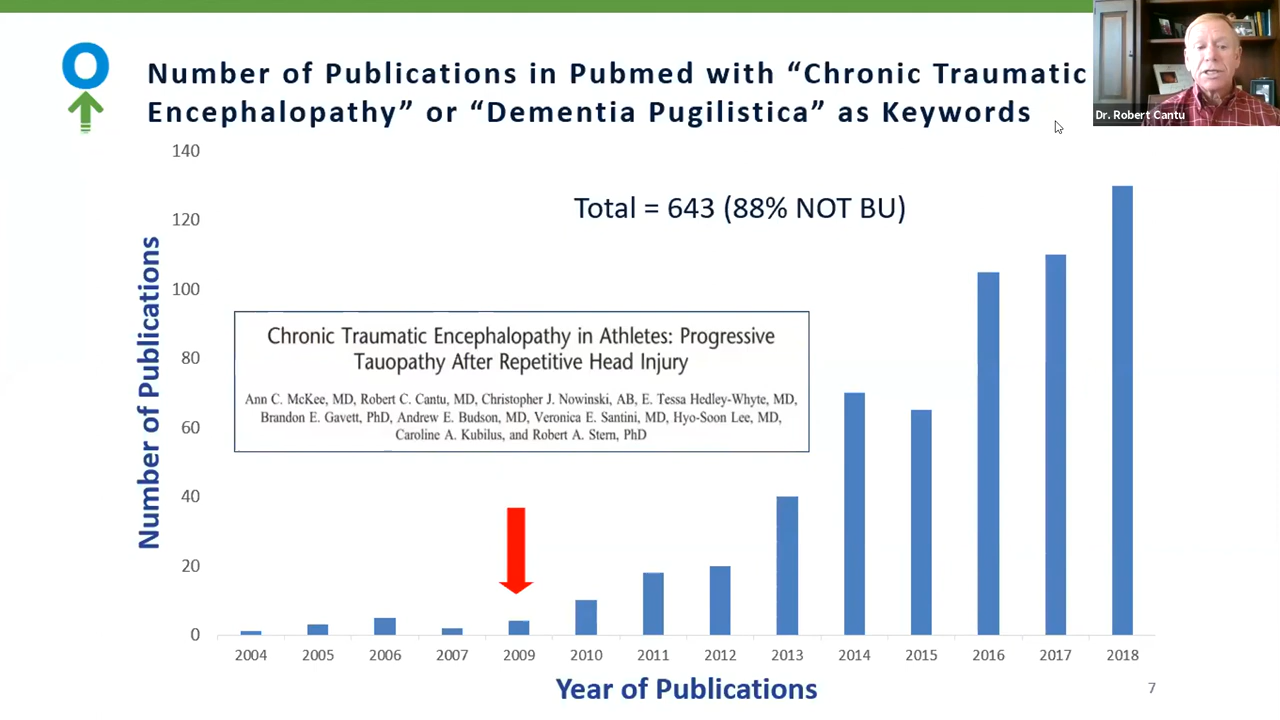 Number of Publications in Pubmed with “Chronic Traumatic
Encephalopathy” or “Dementia Pugilistica” as Keywords
Dr. Robert Cantu
Total = 643 (88% NOT BU)
Number of Publications
140
120
100
80
60
40
20
0
Chronic Traumatic Encephalopathy in Athletes: Progressive
Tauopathy After Repetitive Head Injury
Ann C. McKee, MD, Robert C. Cantu, MD, Christopher J. Nowinski, AB, E. Tessa Hedley-Whyte, MD,
Brandon E. Gavett, PhD, Andrew E. Budson, MD, Veronica E. Santini, MD, Hyo-Soon Lee, MD,
Caroline A. Kubilus, and Robert A. Stern, PhD
2004 2005 2006 2007 2009 2010 2011 2012 2013 2014 2015 2016 2017 2018
Year of Publications
7